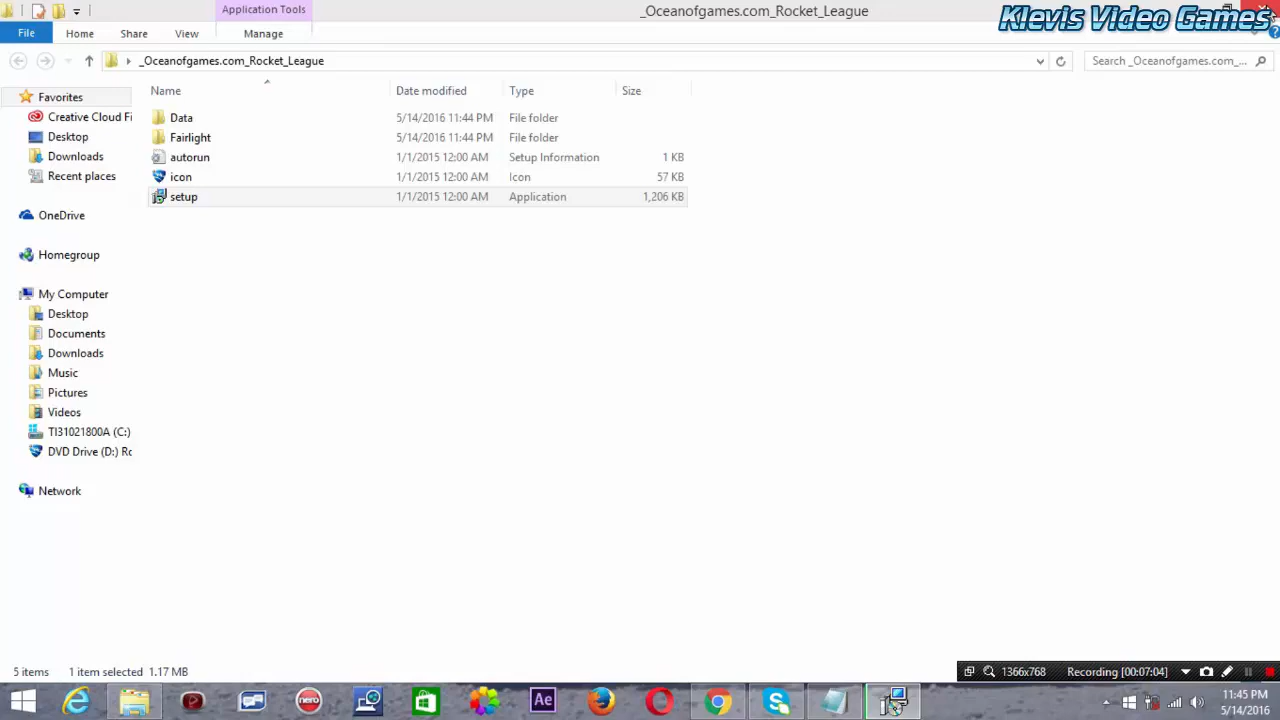 Application Tools
_Oceanofgames.com_Rocket_League
Klevis Video Games
File Home Share View Manage
_Oceanofgames.com_Rocket_League
Search _Oceanofgames.com_...
Name Date modified Type Size
Data 5/14/2016 11:44 PM File folder
Fairlight 5/14/2016 11:44 PM File folder
autorun 1/1/2015 12:00 AM Setup Information 1 KB
icon 1/1/2015 12:00 AM Icon 57 KB
setup 1/1/2015 12:00 AM Application 1,206 KB
Favorites
Creative Cloud Fi
Desktop
Downloads
Recent places
OneDrive
Homegroup
My Computer
Desktop
Documents
Downloads
Music
Pictures
Videos
TI31021800A (C:)
DVD Drive (D:) Ro
Network
5 items 1 item selected 1.17 MB
1366x768 Recording [00:07:04]
nero
Ae
11:45 PM
5/14/2016